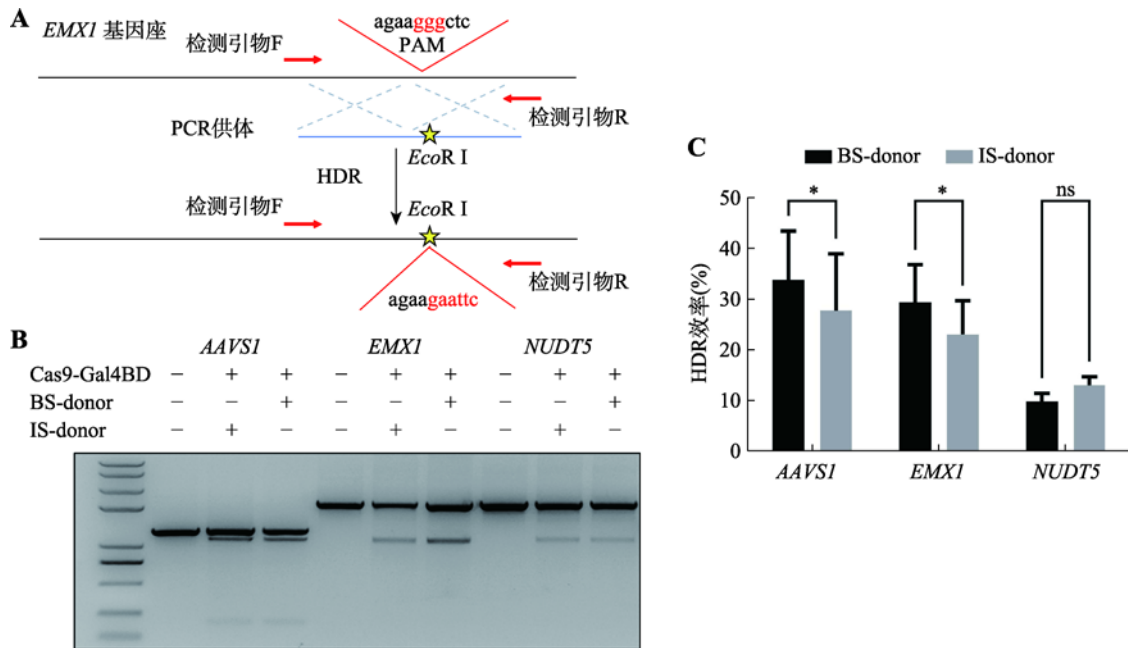 A
EMX1 基因座
检测引物F
agaagggctc
PAM
检测引物R
PCR供体
EcoR I
HDR
检测引物F
EcoR I
检测引物R
agaagaattc
B
AAVS1 EMX1 NUDT5
Cas9-Gal4BD − + + − + + − + +
BS-donor − − + − − + − − +
IS-donor − + − − + − − + −
C
BS-donor IS-donor
* * ns
HDR效率(%)
50
40
30
20
10
0
AAVS1 EMX1 NUDT5